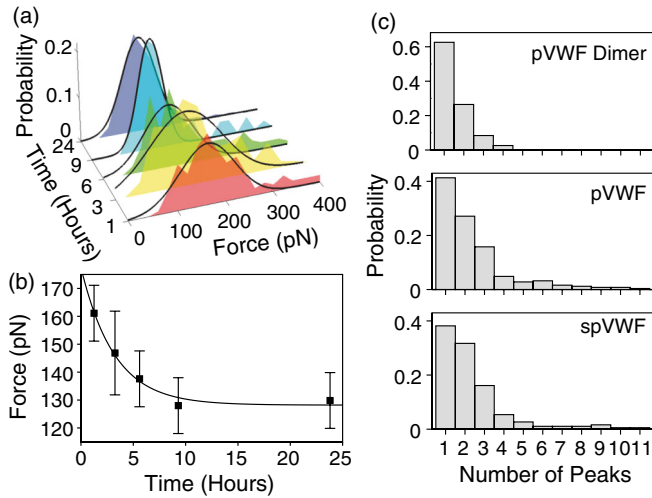 (a)
Probability
0.2
0.1
0
Time (Hours)
24
9
6
3
1
0
100
200
300
400
Force (pN)
(b)
Force (pN)
170
160
150
140
130
120
0 5 10 15 20 25
Time (Hours)
(c)
Probability
pVWF Dimer
0.6
0.4
0.2
0
pVWF
0.4
0.2
0
spVWF
0.4
0.2
0
1 2 3 4 5 6 7 8 9 10 11
Number of Peaks